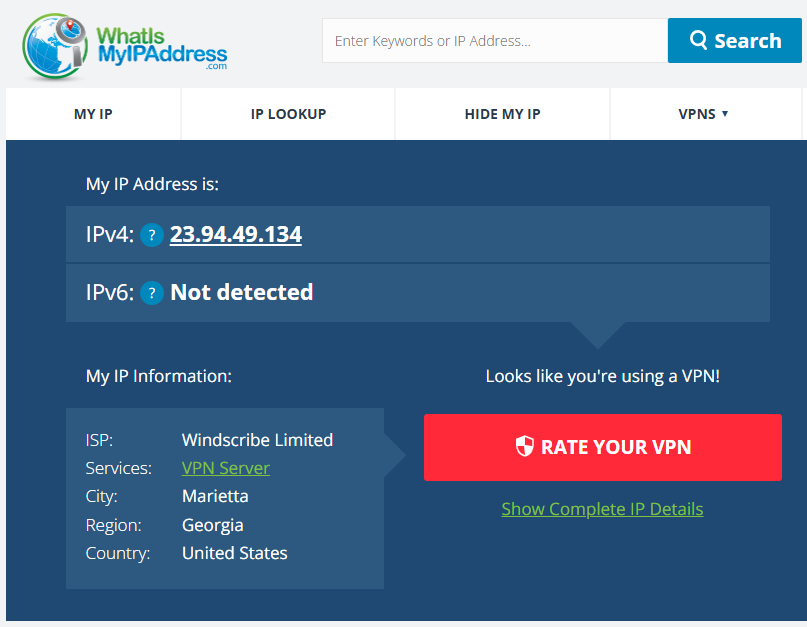 WhatIs
MyIPAddress
.com
Enter Keywords or IP Address...
Search
MY IP
IP LOOKUP
HIDE MY IP
VPNS ▾
My IP Address is:
IPv4: ? 23.94.49.134
IPv6: ? Not detected
My IP Information:
Looks like you're using a VPN!
ISP: Windscribe Limited
Services: VPN Server
City: Marietta
Region: Georgia
Country: United States
RATE YOUR VPN
Show Complete IP Details